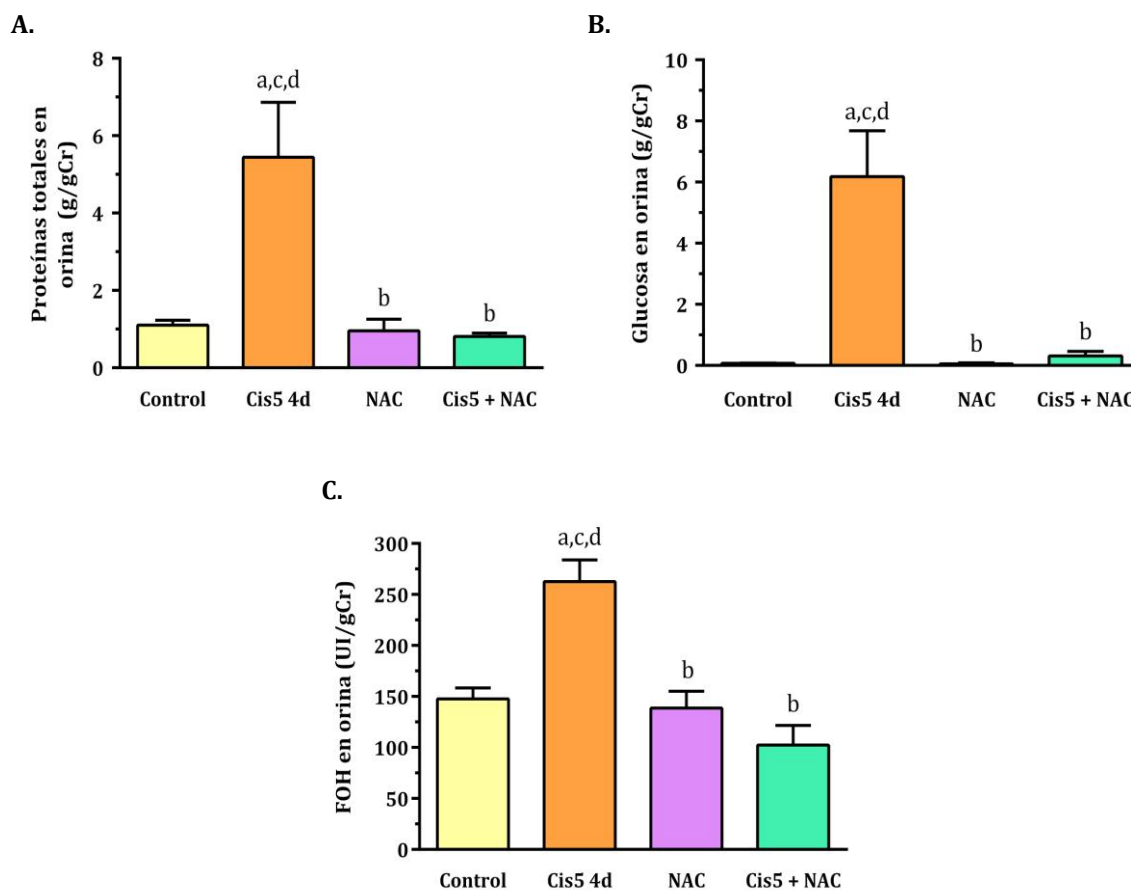 A.
Proteínas totales en
orina (g/gCr)
8
6
4
2
0
a,c,d
b
b
Control
Cis5 4d
NAC
Cis5 + NAC
B.
Glucosa en orina (g/gCr)
10
8
6
4
2
0
a,c,d
b
b
Control
Cis5 4d
NAC
Cis5 + NAC
C.
FOH en orina (UI/gCr)
300
250
200
150
100
50
0
a,c,d
b
b
Control
Cis5 4d
NAC
Cis5 + NAC